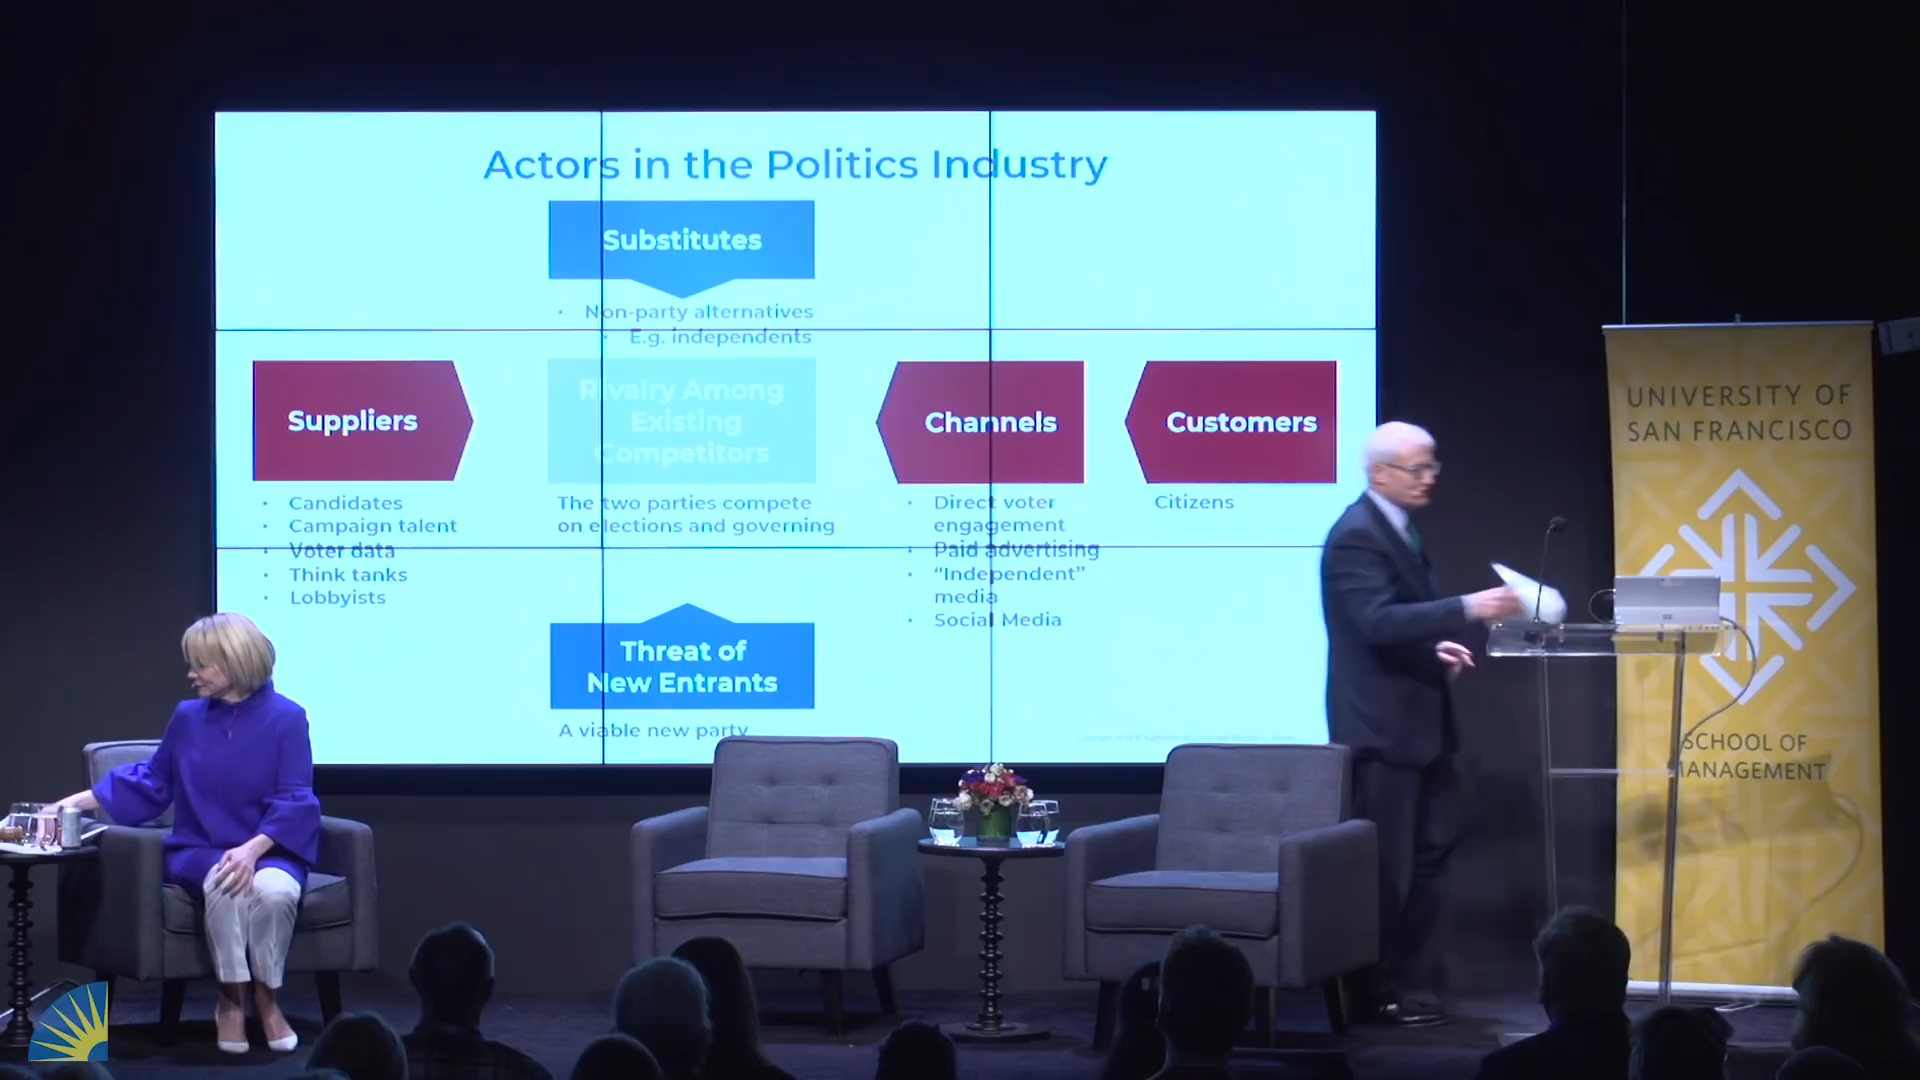 Actors in the Politics Industry
Substitutes
• Non-party alternatives
• E.g. independents
Suppliers
• Candidates
• Campaign talent
• Voter data
• Think tanks
• Lobbyists
Rivalry Among
Existing
Competitors
The two parties compete
on elections and governing
Channels
• Direct voter
engagement
• Paid advertising
• “Independent”
media
• Social Media
Customers
Citizens
Threat of
New Entrants
A viable new party
UNIVERSITY OF
SAN FRANCISCO
SCHOOL OF
MANAGEMENT